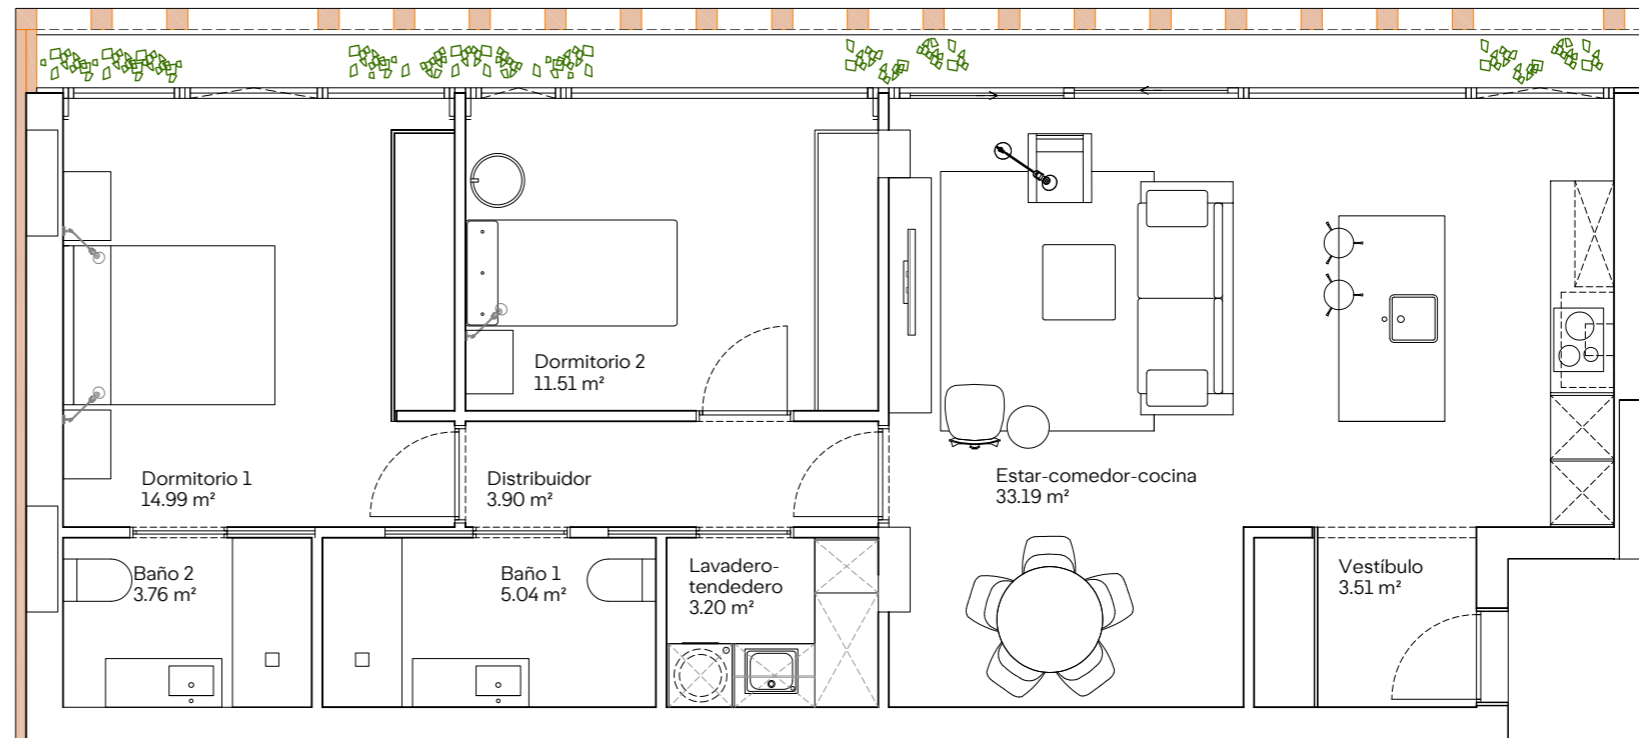 Dormitorio 2
11.51 m²
Dormitorio 1
14.99 m²
Distribuidor
3.90 m²
Estar-comedor-cocina
33.19 m²
Baño 2
3.76 m²
Baño 1
5.04 m²
Lavadero-
tendedero
3.20 m²
Vestíbulo
3.51 m²